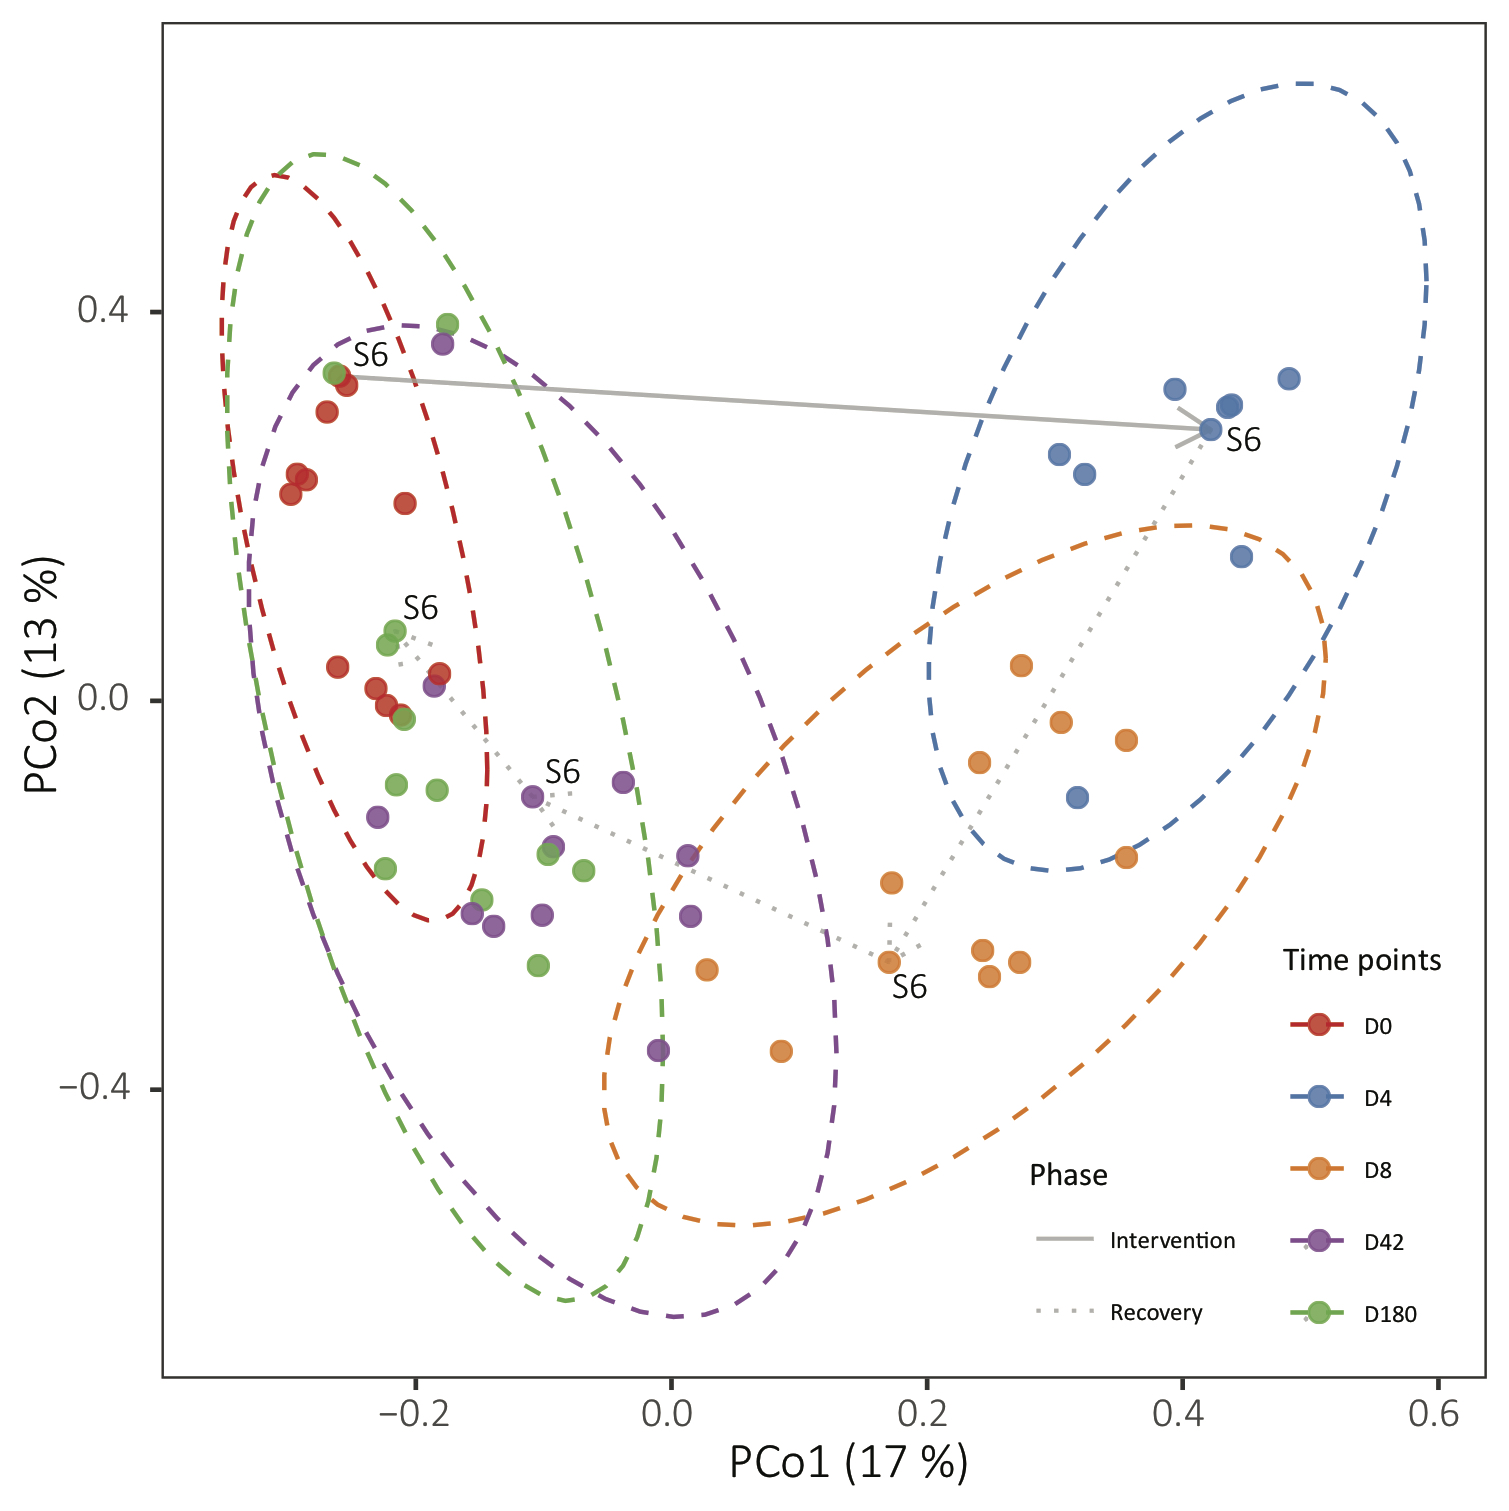 0.4
S6
S6
PCo2 (13 %)
S6
0.0
S6
S6
−0.4
Time points
D0
D4
D8
D42
D180
Phase
Intervention
Recovery
−0.2
0.0
0.2
0.4
0.6
PCo1 (17 %)